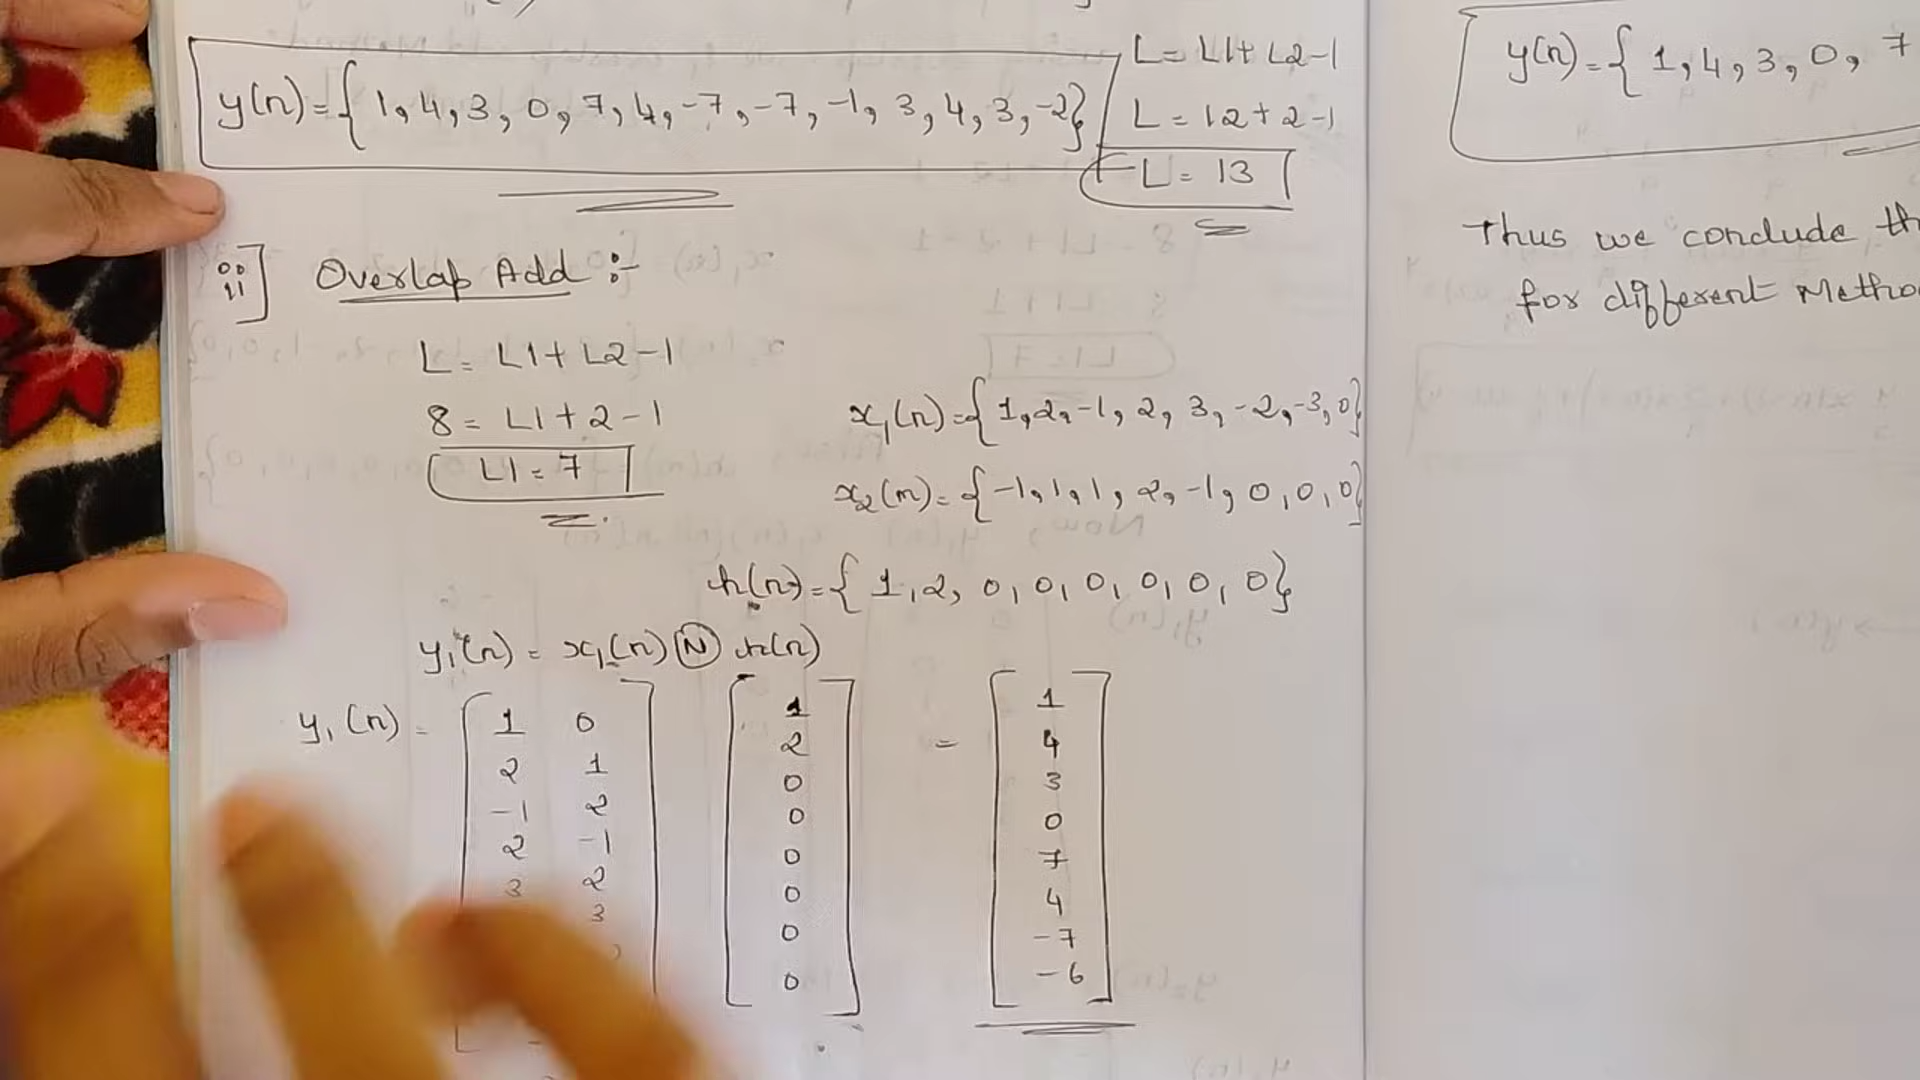 y(n)={1,4,3,0,7,4,-7,-7,-1,3,4,3,-2}
L= L1+L2-1
L = 12+2-1
L= 13
ii] Overlap Add :-
L= L1+L2-1
8= L1+2-1
L1=7
x1(n)={1,2,-1,2,3,-2,-3,0}
x2(n)={-1,1,1,2,-1,0,0,0}
h(n)={1,2,0,0,0,0,0,0}
y1(n) = x1(n) N h(n)
y1(n) =
1 0 1 = 1
2 1 2 4
-1 2 0 3
2 -1 0 0
3 2 0 7
3 0 4
0 -7
0 -6
y(n)={1,4,3,0,7
Thus we conclude
for different